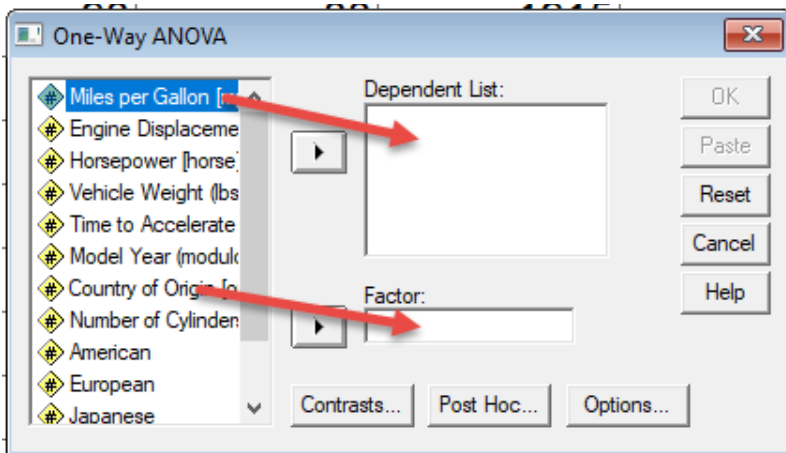 One-Way ANOVA
Miles per Gallon
Engine Displaceme
Horsepower [horse]
Vehicle Weight (lbs
Time to Accelerate
Model Year (modulo
Country of Origin [o
Number of Cylinders
American
European
Japanese
Dependent List:
Factor:
OK
Paste
Reset
Cancel
Help
Contrasts...
Post Hoc...
Options...